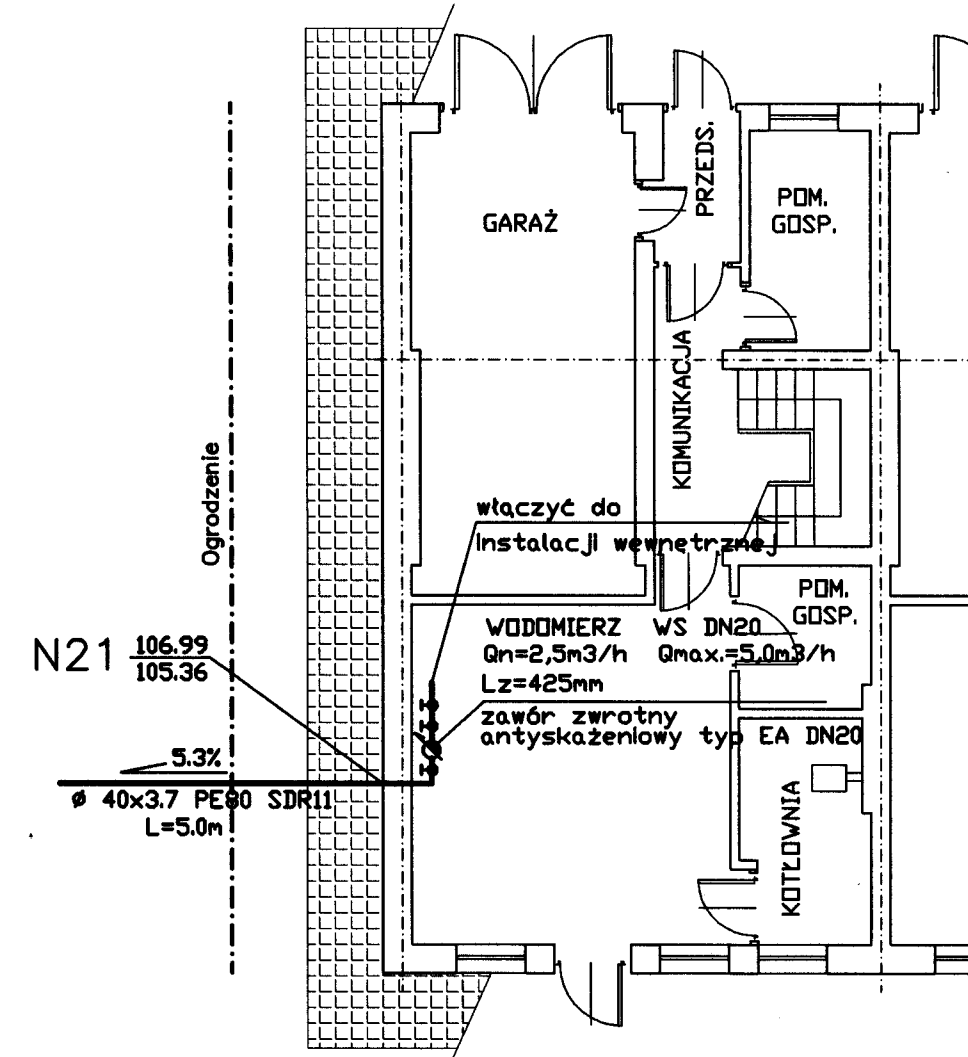 PRZEDS.
POM.
GOSP.
GARAŻ
KOMUNIKACJA
Ogrodzenie
włączyć do
instalacji wewnętrznej
POM.
GOSP.
WODOMIERZ WS DN20
Qn=2,5m3/h Qmax.=5,0m3/h
Lz=425mm
zawór zwrotny
antyskażeniowy typ EA DN20
N21
106.99
105.36
5.3%
ø 40x3.7 PE80 SDR11
L=5.0m
KOTŁOWNIA